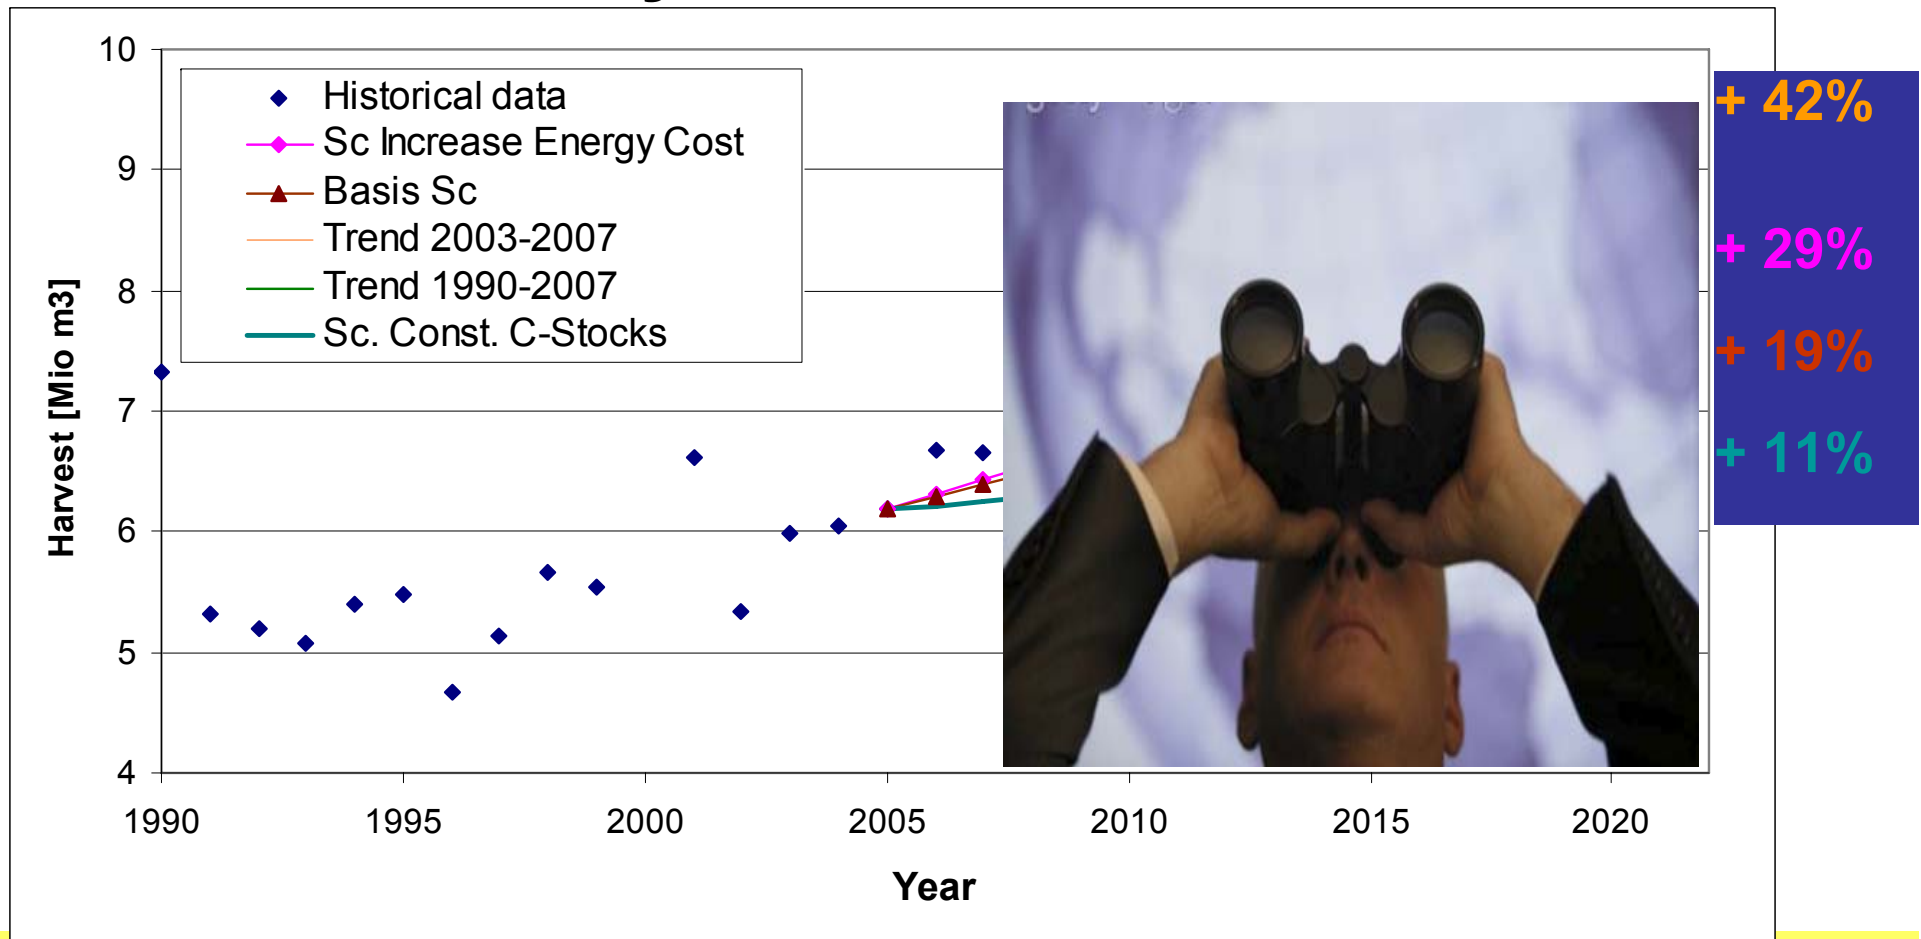 10
9
8
7
6
5
4
Harvest [Mio m3]
Historical data
Sc Increase Energy Cost
Basis Sc
Trend 2003-2007
Trend 1990-2007
Sc. Const. C-Stocks
+ 42%
+ 29%
+ 19%
+ 11%
1990 1995 2000 2005 2010 2015 2020
Year